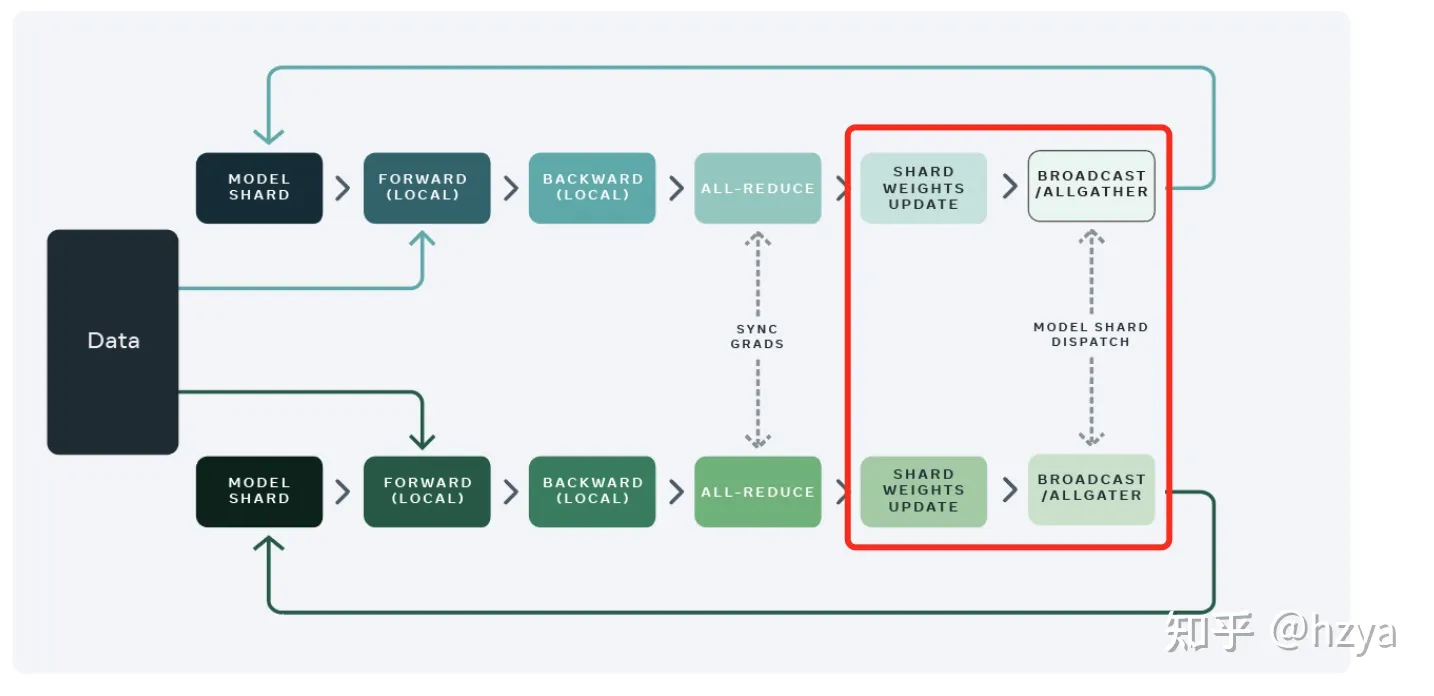 MODEL
SHARD
FORWARD
(LOCAL)
BACKWARD
(LOCAL)
ALL-REDUCE
SHARD
WEIGHTS
UPDATE
BROADCAST
/ALLGATHER
Data
SYNC
GRADS
MODEL SHARD
DISPATCH
MODEL
SHARD
FORWARD
(LOCAL)
BACKWARD
(LOCAL)
ALL-REDUCE
SHARD
WEIGHTS
UPDATE
BROADCAST
/ALLGATER
知乎 @hzya